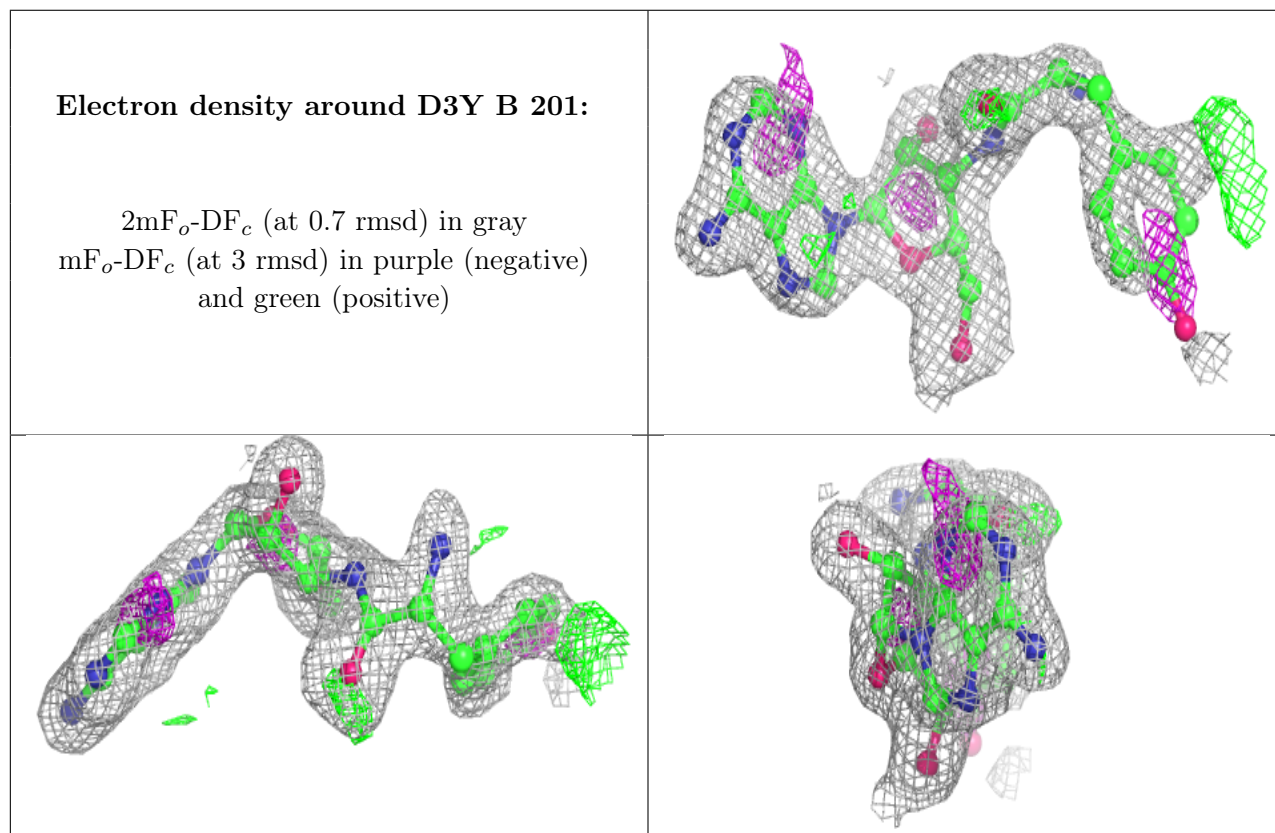 Electron density around D3Y B 201:
2mFo-DFc (at 0.7 rmsd) in gray
mFo-DFc (at 3 rmsd) in purple (negative)
and green (positive)